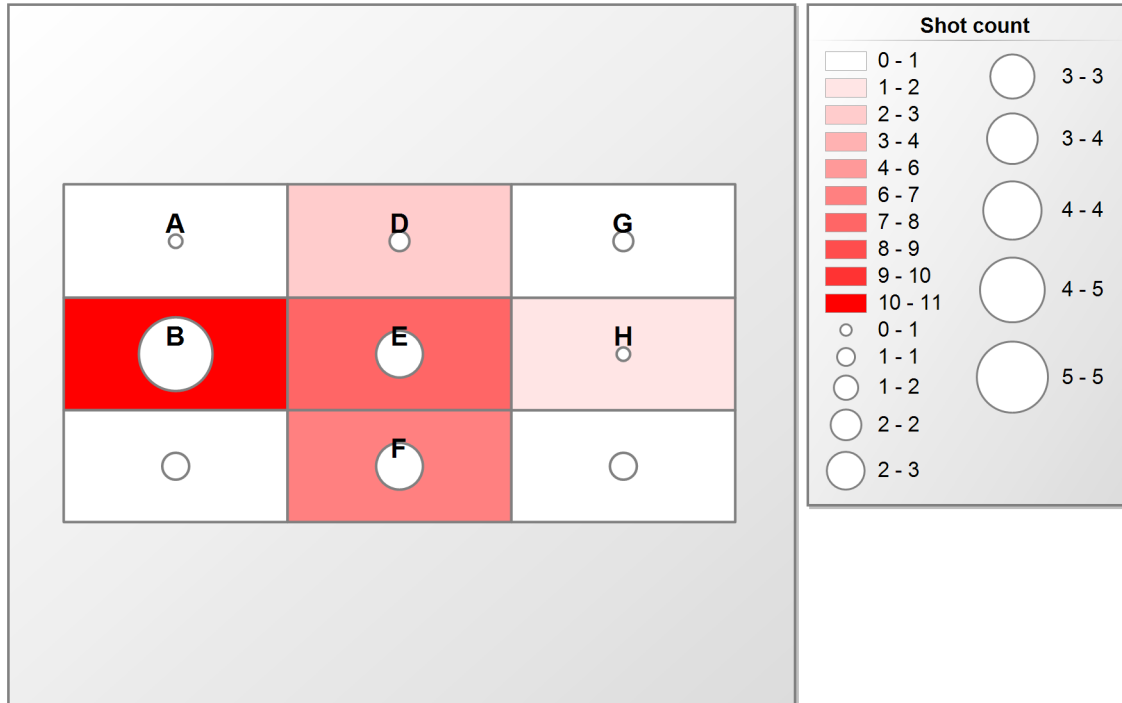 A
D
G
B
E
H
F
Shot count
0 - 1
1 - 2
2 - 3
3 - 4
4 - 6
6 - 7
7 - 8
8 - 9
9 - 10
10 - 11
0 - 1
1 - 1
1 - 2
2 - 2
2 - 3
3 - 3
3 - 4
4 - 4
4 - 5
5 - 5